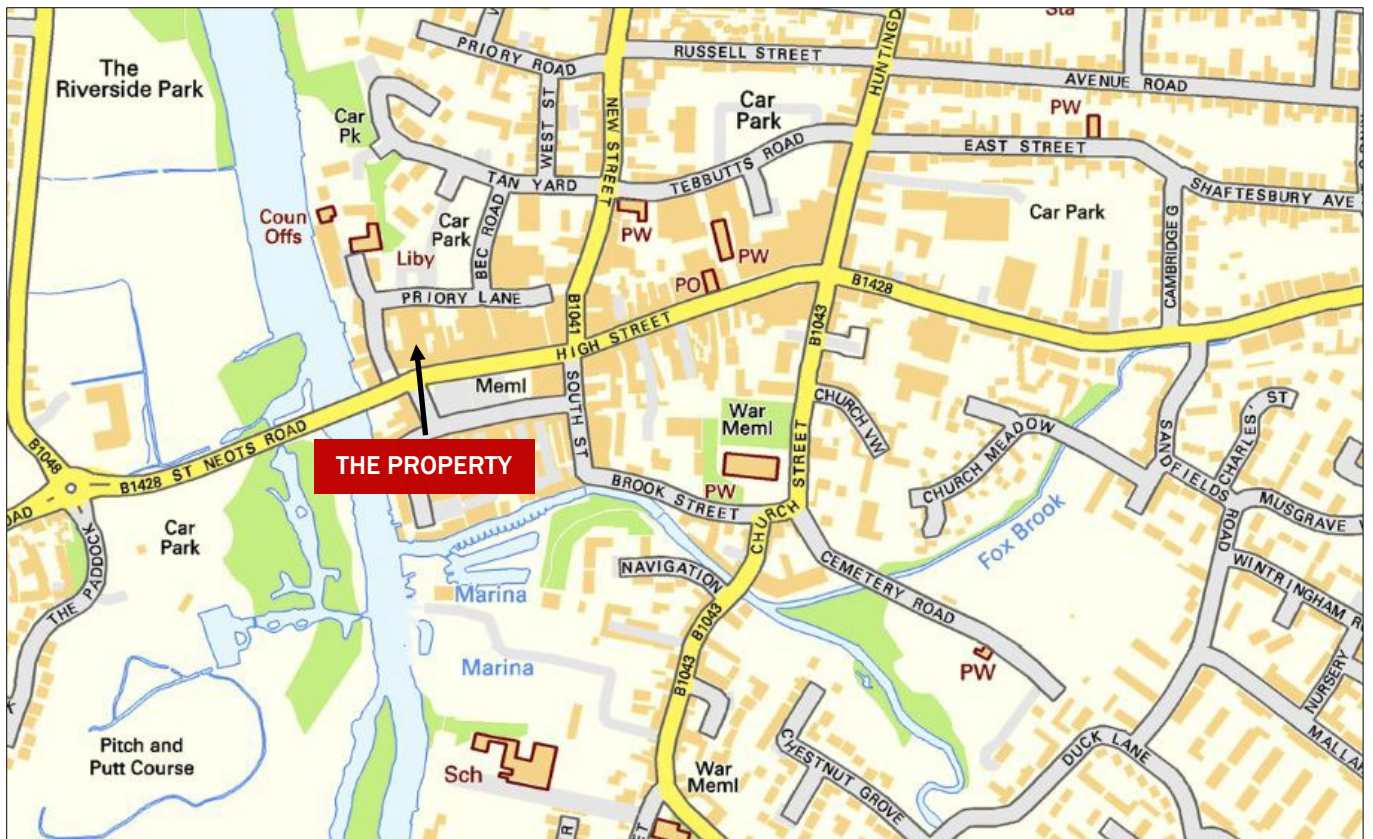 Sta
The
Riverside Park
PRIORY ROAD
RUSSELL STREET
HUNTINGD
AVENUE ROAD
NEW STREET
WEST ST
Car
Pk
Car
Park
PW
EAST STREET
TEBBUTTS ROAD
TAN YARD
SHAFTESBURY AVE
Coun
Offs
Car
Park
BEC ROAD
Liby
PW
PW
Car Park
CAMBRIDGE G
PO
PRIORY LANE
B1041
B1428
HIGH STREET
B1043
Meml
SOUTH ST
War
Meml
CHURCH VW
CHURCH MEADOW
SANDFIELDS ROAD
CHARLES ST
B1048
B1428 ST NEOTS ROAD
THE PROPERTY
PW
BROOK STREET
CHURCH STREET
MUSGRAVE
OAD
Car
Park
THE PADDOCK
Fox Brook
NAVIGATION
CEMETERY ROAD
WINTRINGHAM R
Marina
B1043
Marina
B1043
PW
NURSERY
MALLA
Pitch and
Putt Course
Sch
War
Meml
CHESTNUT GROVE
DUCK LANE